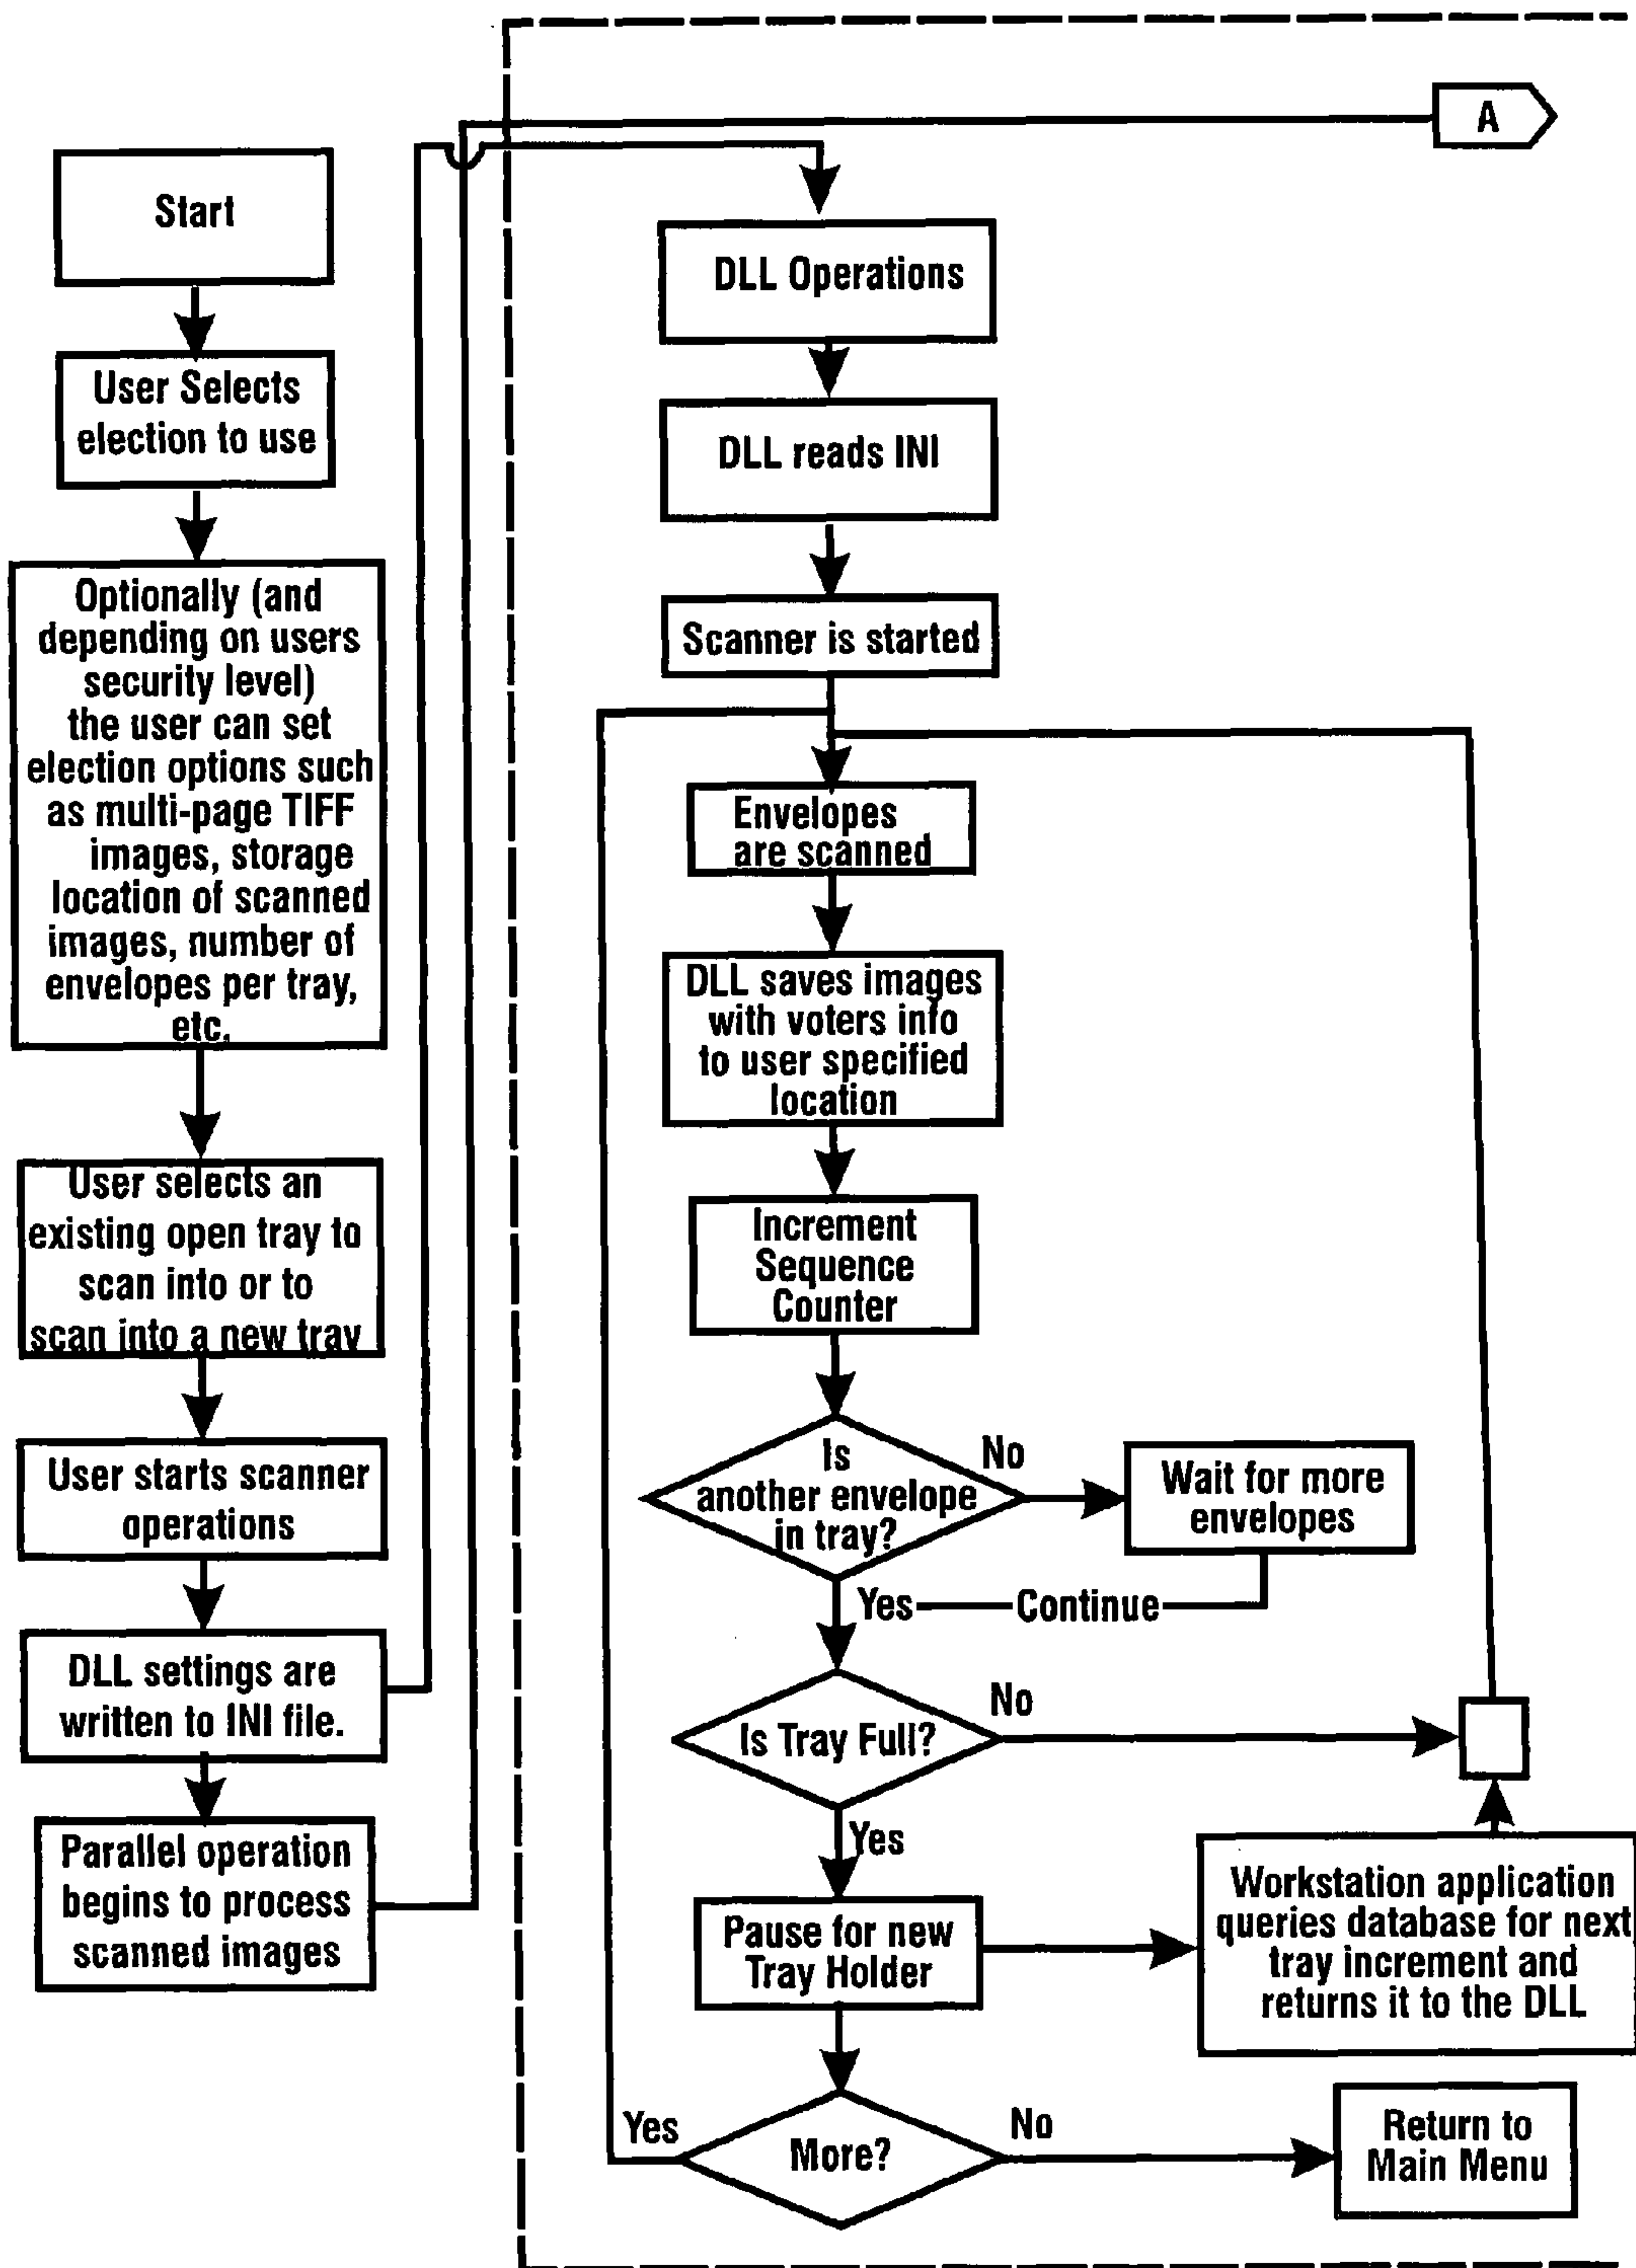 Start
User Selects
election to use
Optionally (and
depending on users
security level)
the user can set
election options such
as multi-page TIFF
images, storage
location of scanned
images, number of
envelopes per tray,
etc.
User selects an
existing open tray to
scan into or to
scan into a new tray
User starts scanner
operations
DLL settings are
written to INI file.
Parallel operation
begins to process
scanned images
A
DLL Operations
DLL reads INI
Scanner is started
Envelopes
are scanned
DLL saves images
with voters info
to user specified
location
Increment
Sequence
Counter
Is
another envelope
in tray?
No
Wait for more
envelopes
Yes
Continue
Is Tray Full?
No
Yes
Pause for new
Tray Holder
Workstation application
queries database for next
tray increment and
returns it to the DLL
More?
Yes
No
Return to
Main Menu